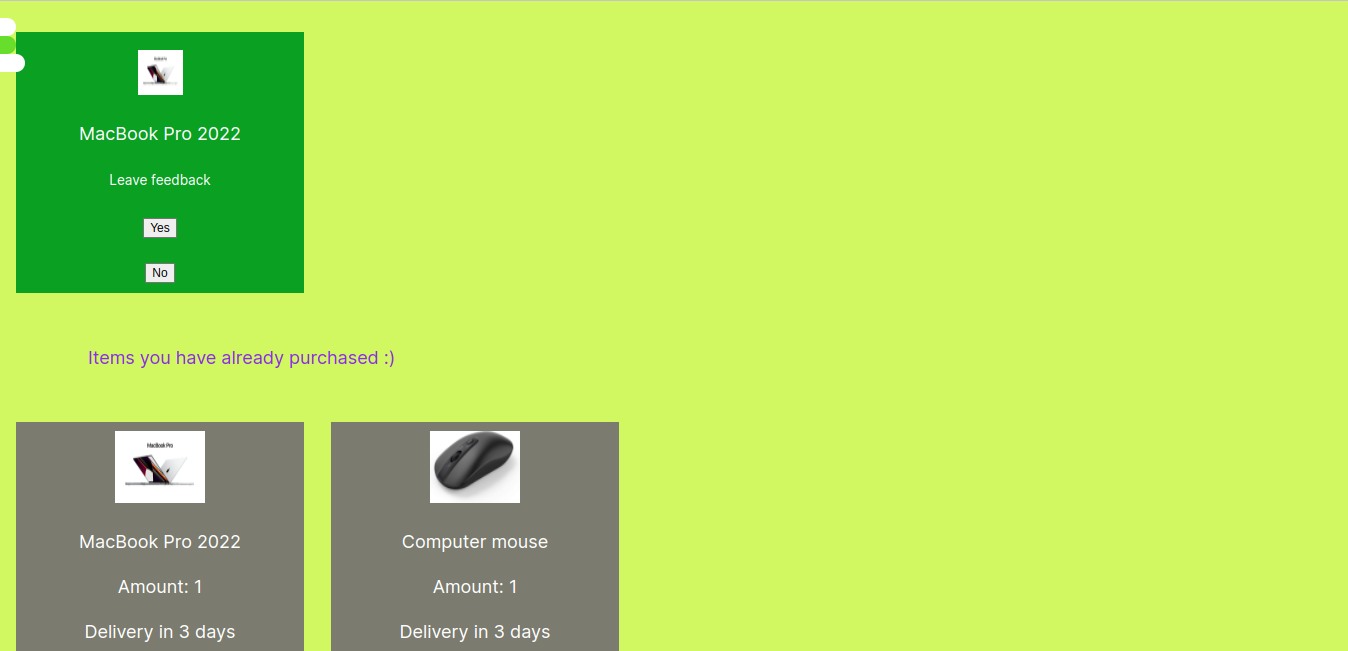 MacBook Pro 2022
Leave feedback
Yes
No
Items you have already purchased :)
MacBook Pro
MacBook Pro 2022
Amount: 1
Delivery in 3 days
Computer mouse
Amount: 1
Delivery in 3 days